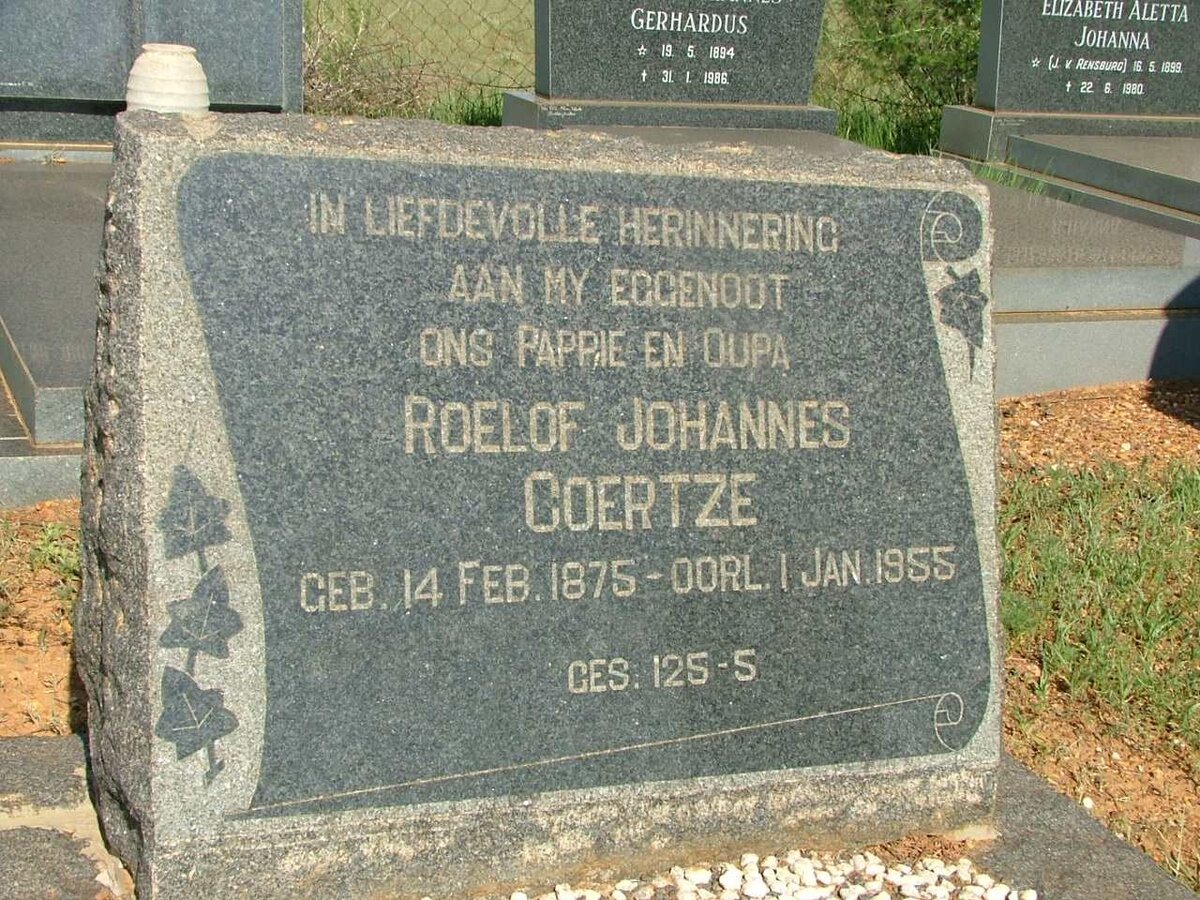 GERHARDUS
☆ 19. 5. 1894
† 31. 1. 1986.
ELIZABETH ALETTA
JOHANNA
☆ (J. V. RENSBURG) 16. 5. 1899.
† 22. 6. 1980.
IN LIEFDEVOLLE HERINNERING
AAN MY EGGENOOT
ONS PAPPIE EN OUPA
ROELOF JOHANNES
COERTZE
GEB. 14 FEB. 1875 - OORL. 1 JAN. 1955
GES. 125-5